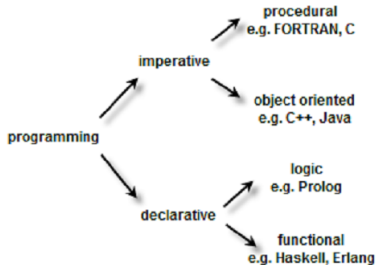 procedural
e.g. FORTRAN, C
imperative
object oriented
e.g. C++, Java
programming
logic
e.g. Prolog
declarative
functional
e.g. Haskell, Erlang